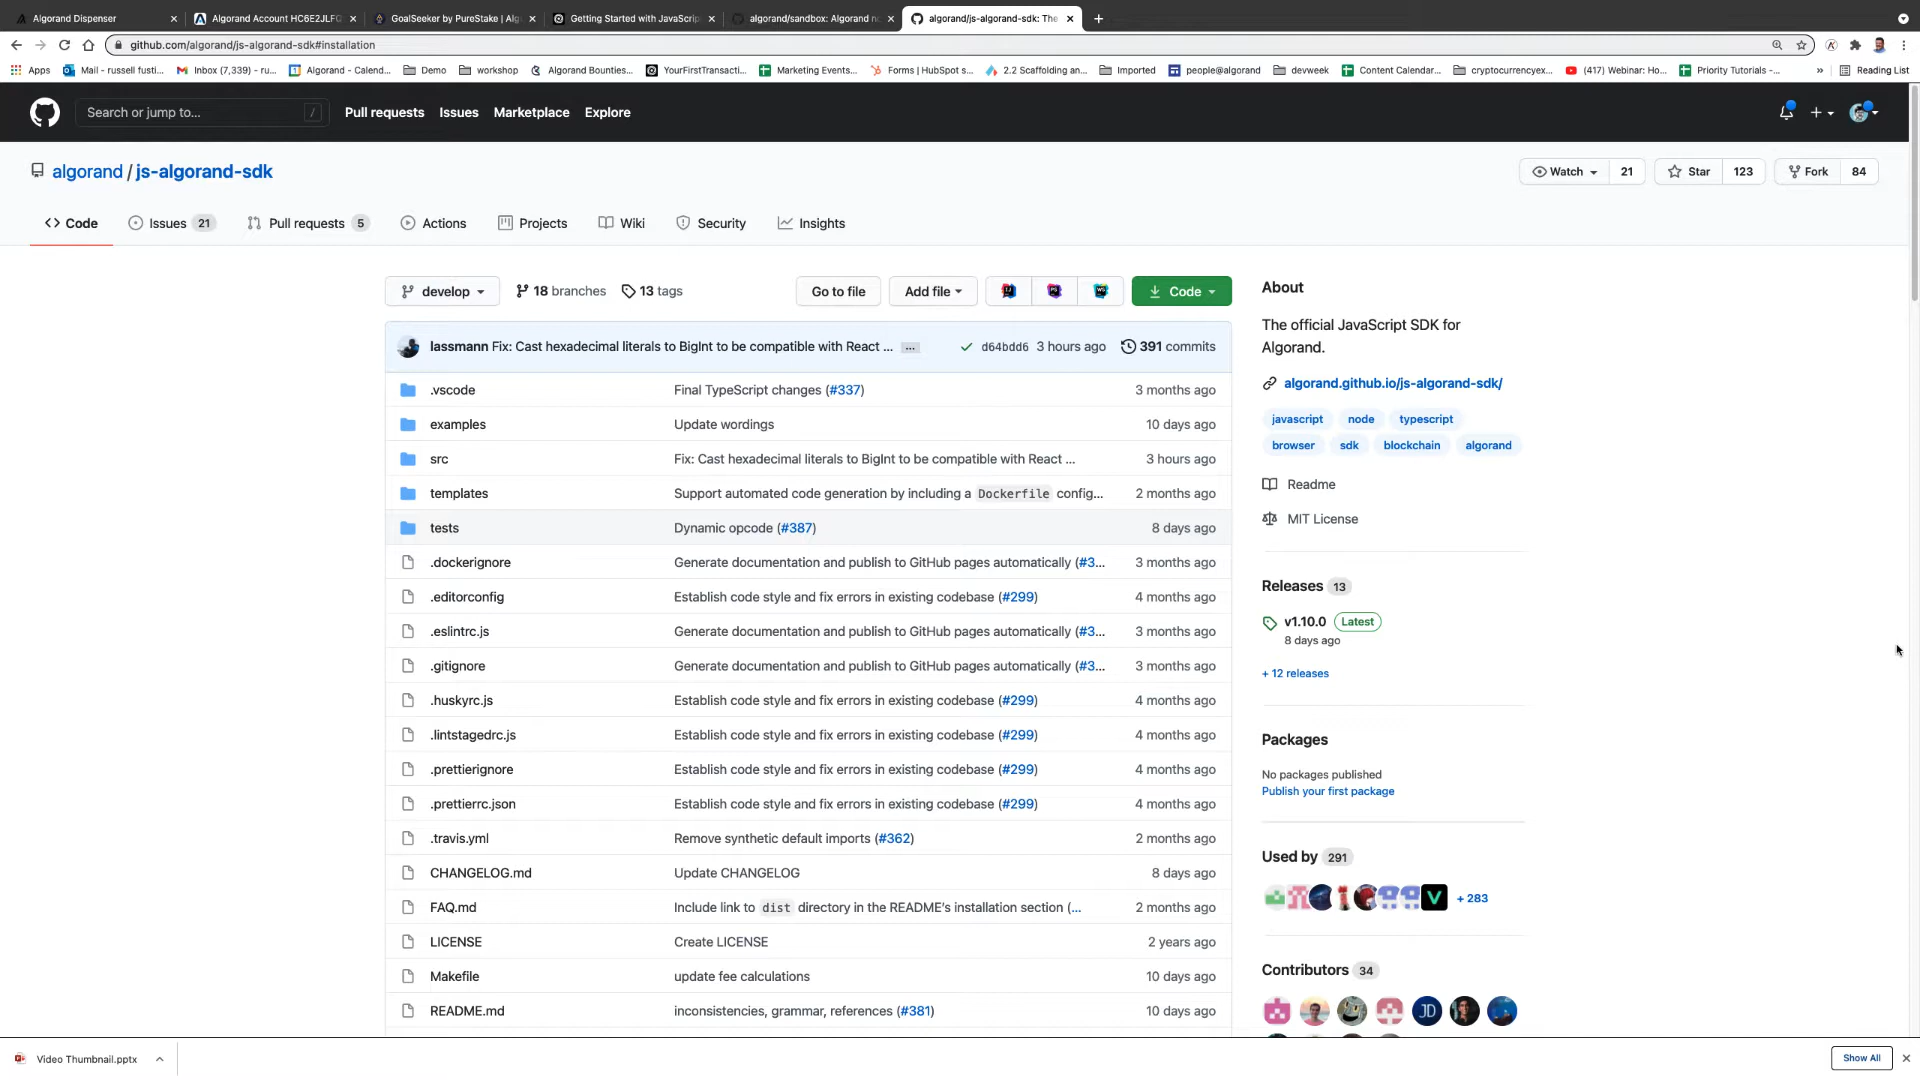 Algorand Dispenser
Algorand Account HC6E2JLFQ
GoalSeeker by PureStake | Alg
Getting Started with JavaScrip
algorand/sandbox: Algorand no
algorand/js-algorand-sdk: The
github.com/algorand/js-algorand-sdk#installation
Apps
Mail - russell fusti...
Inbox (7,339) - ru...
Algorand - Calend...
Demo
workshop
Algorand Bounties...
YourFirstTransacti...
Marketing Events...
Forms | HubSpot s...
2.2 Scaffolding an...
Imported
people@algorand
devweek
Content Calendar...
cryptocurrencyex...
(417) Webinar: Ho...
Priority Tutorials -...
»
Reading List
Search or jump to...
/
Pull requests
Issues
Marketplace
Explore
algorand / js-algorand-sdk
Watch
21
Star
123
Fork
84
Code
Issues 21
Pull requests 5
Actions
Projects
Wiki
Security
Insights
develop
18 branches
13 tags
Go to file
Add file
Code
lassmann Fix: Cast hexadecimal literals to BigInt to be compatible with React ... ...
d64bdd6 3 hours ago
391 commits
.vscode Final TypeScript changes (#337) 3 months ago
examples Update wordings 10 days ago
src Fix: Cast hexadecimal literals to BigInt to be compatible with React ... 3 hours ago
templates Support automated code generation by including a Dockerfile config... 2 months ago
tests Dynamic opcode (#387) 8 days ago
.dockerignore Generate documentation and publish to GitHub pages automatically (#3... 3 months ago
.editorconfig Establish code style and fix errors in existing codebase (#299) 4 months ago
.eslintrc.js Generate documentation and publish to GitHub pages automatically (#3... 3 months ago
.gitignore Generate documentation and publish to GitHub pages automatically (#3... 3 months ago
.huskyrc.js Establish code style and fix errors in existing codebase (#299) 4 months ago
.lintstagedrc.js Establish code style and fix errors in existing codebase (#299) 4 months ago
.prettierignore Establish code style and fix errors in existing codebase (#299) 4 months ago
.prettierrc.json Establish code style and fix errors in existing codebase (#299) 4 months ago
.travis.yml Remove synthetic default imports (#362) 2 months ago
CHANGELOG.md Update CHANGELOG 8 days ago
FAQ.md Include link to dist directory in the README's installation section (... 2 months ago
LICENSE Create LICENSE 2 years ago
Makefile update fee calculations 10 days ago
README.md inconsistencies, grammar, references (#381) 10 days ago
About
The official JavaScript SDK for
Algorand.
algorand.github.io/js-algorand-sdk/
javascript node typescript
browser sdk blockchain algorand
Readme
MIT License
Releases 13
v1.10.0 Latest
8 days ago
+ 12 releases
Packages
No packages published
Publish your first package
Used by 291
V
+ 283
Contributors 34
JD
Video Thumbnail.pptx
Show All